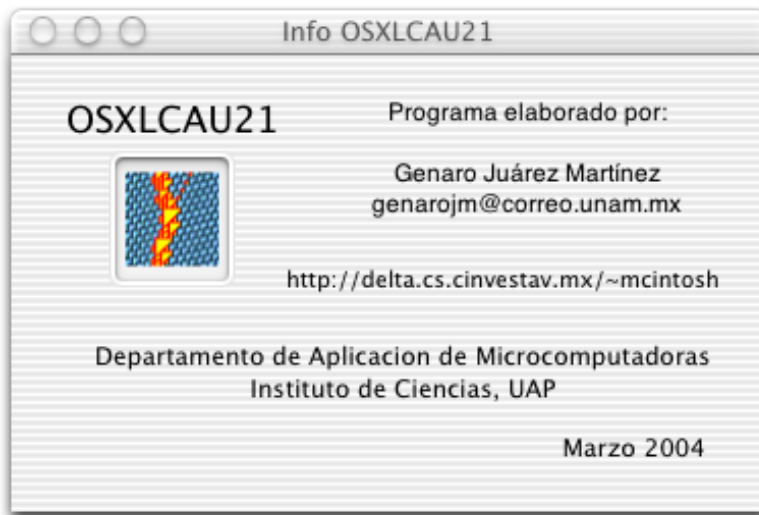 Info OSXLCAU21
OSXLCAU21
Programa elaborado por:
Genaro Juárez Martínez
genarojm@correo.unam.mx
http://delta.cs.cinvestav.mx/~mcintosh
Departamento de Aplicacion de Microcomputadoras
Instituto de Ciencias, UAP
Marzo 2004